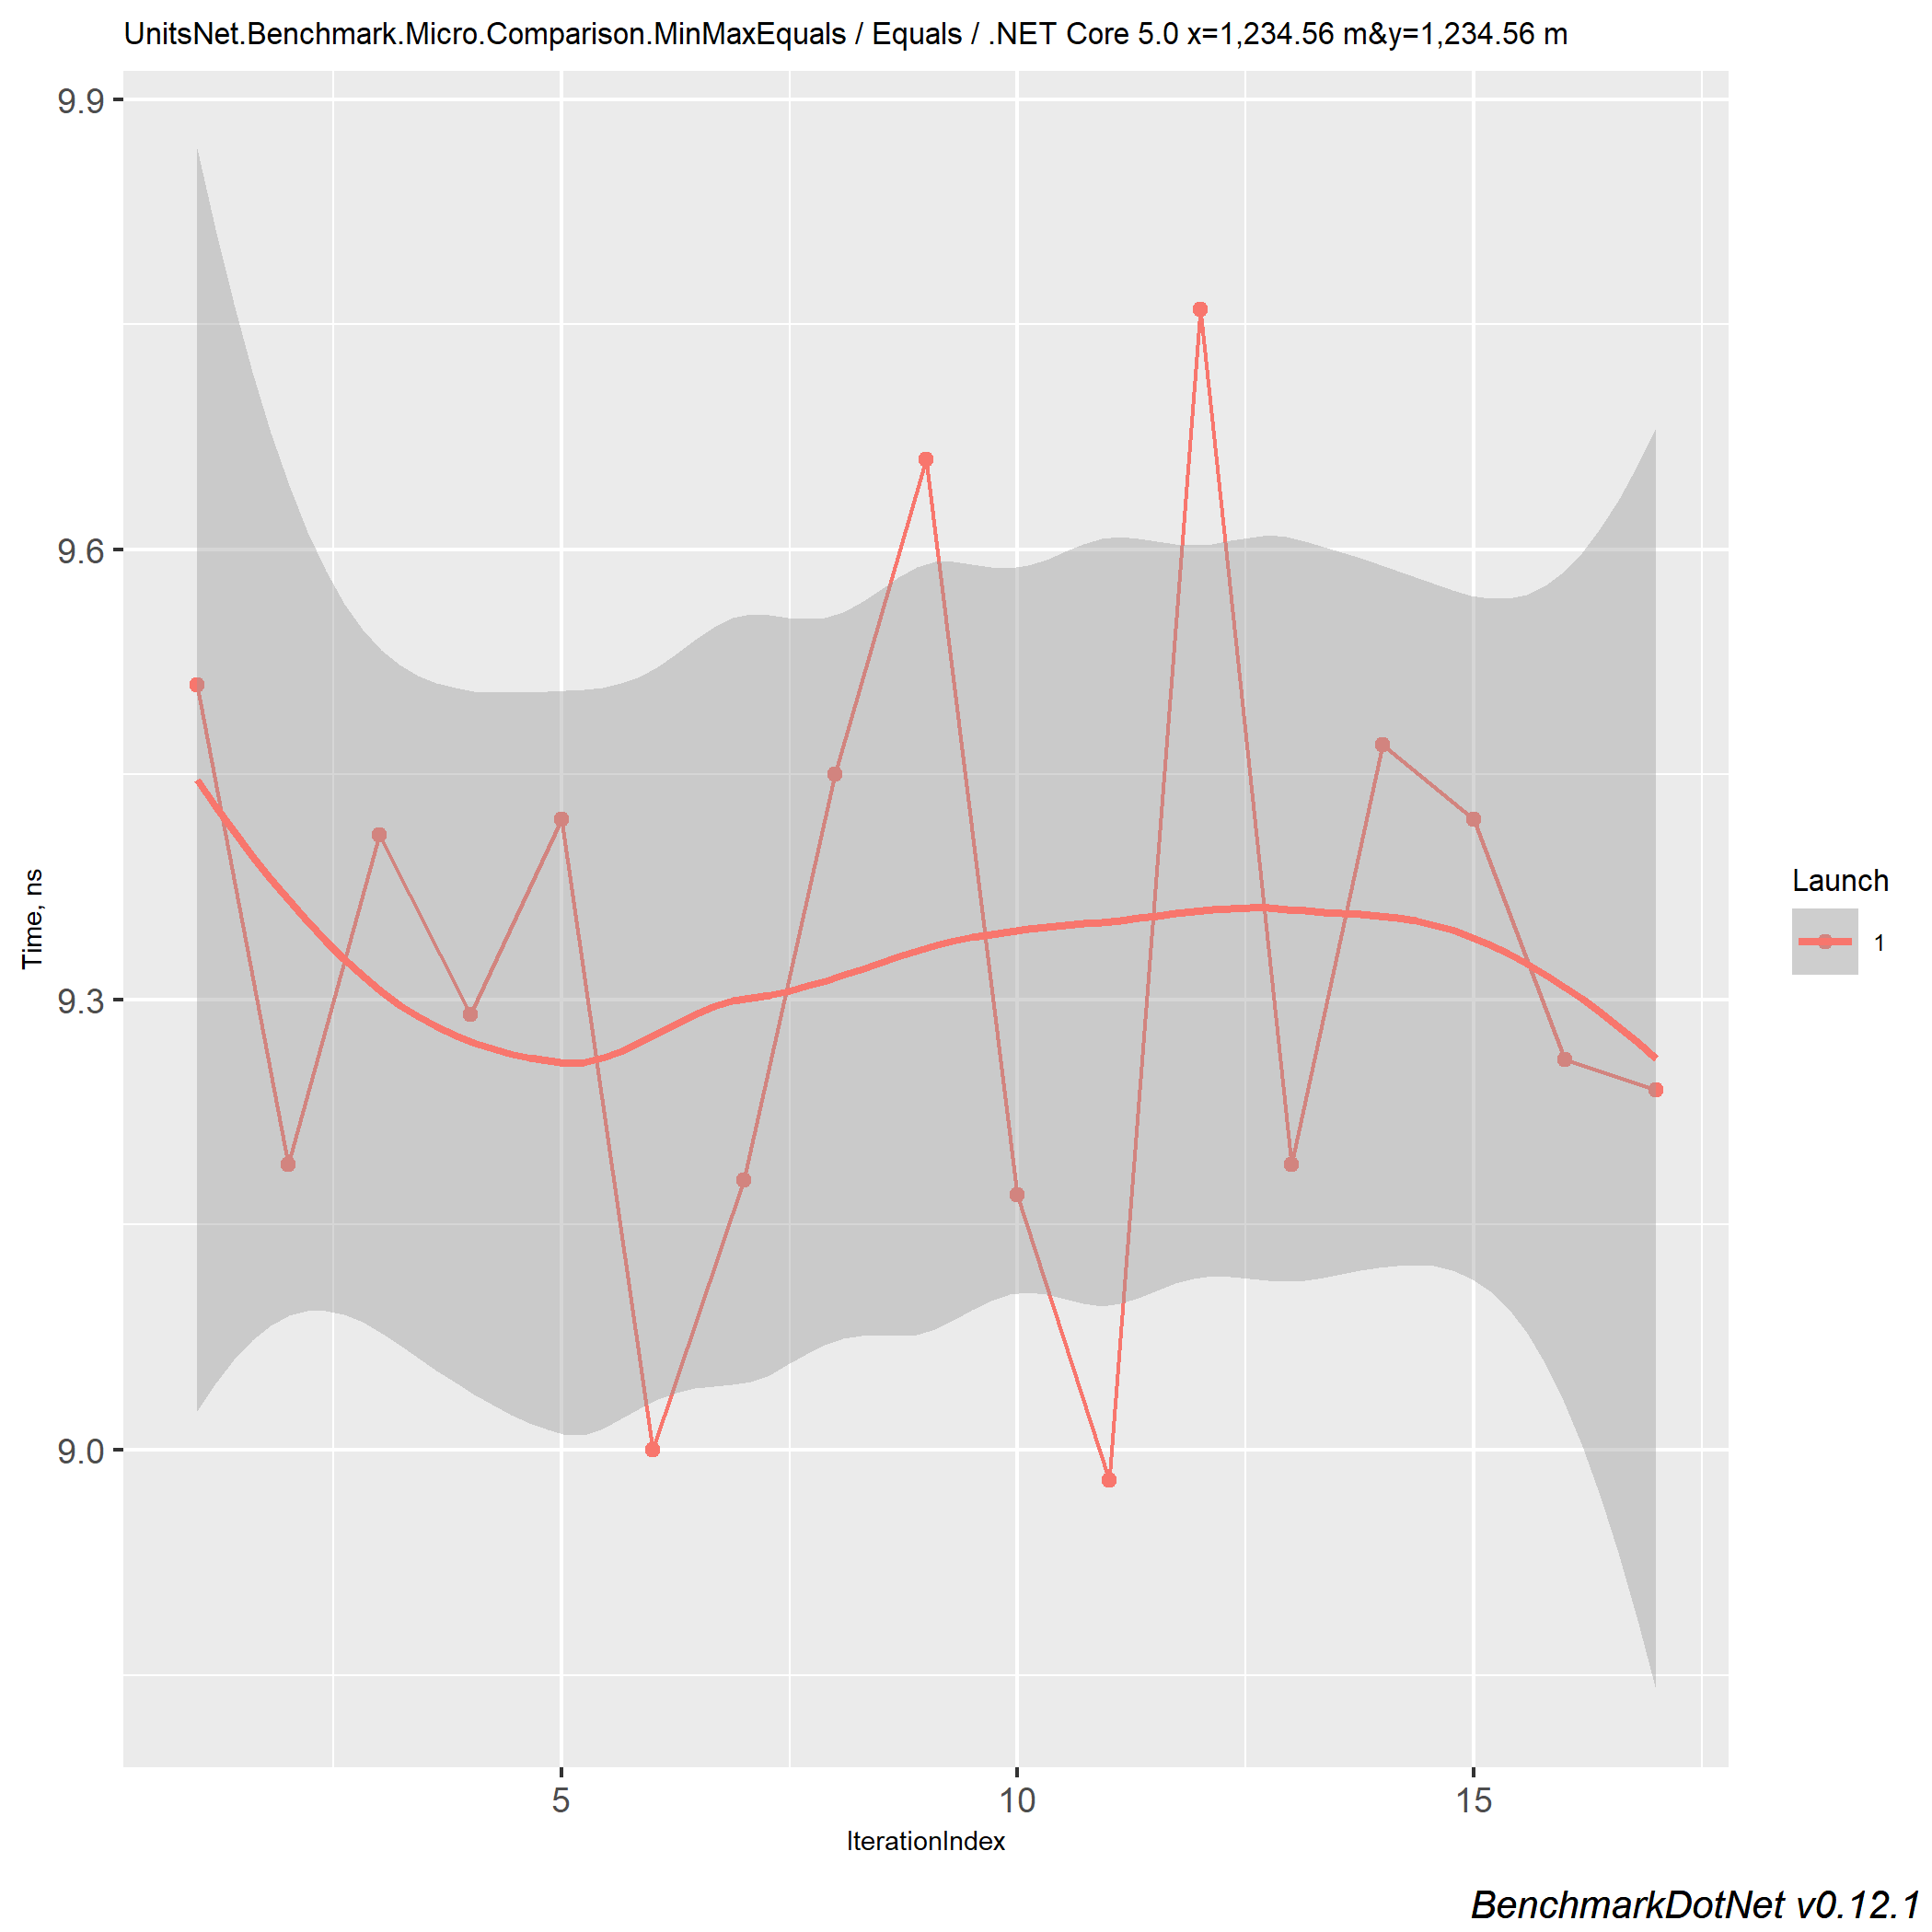 UnitsNet.Benchmark.Micro.Comparison.MinMaxEquals / Equals / .NET Core 5.0 x=1,234.56 m&y=1,234.56 m
9.9
9.6
9.3
9.0
Time, ns
5
10
15
IterationIndex
Launch
1
BenchmarkDotNet v0.12.1